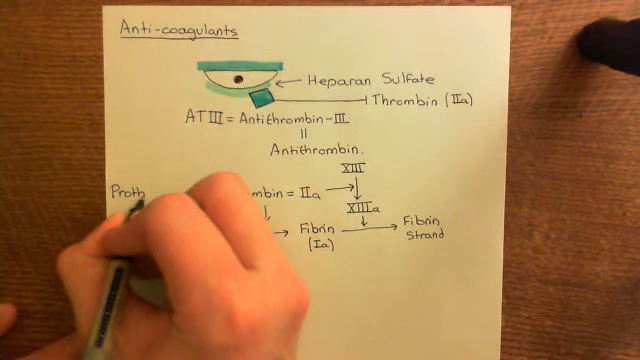 Anti-coagulants
Heparan Sulfate
Thrombin (IIa)
ATIII = Antithrombin-III
=
Antithrombin.
XIII
Proth mbin = IIa
XIIIa
Fibrin Fibrin
(Ia) Strand